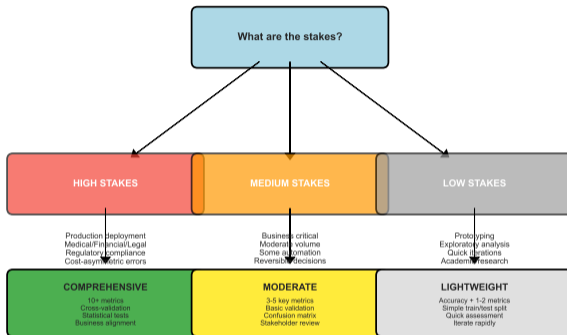 What are the stakes?
HIGH STAKES
MEDIUM STAKES
LOW STAKES
Production deployment
Medical/Financial/Legal
Regulatory compliance
Cost-asymmetric errors
Business critical
Moderate volume
Some automation
Reversible decisions
Prototyping
Exploratory analysis
Quick iterations
Academic research
COMPREHENSIVE
10+ metrics
Cross-validation
Statistical tests
Business alignment
MODERATE
3-5 key metrics
Basic validation
Confusion matrix
Stakeholder review
LIGHTWEIGHT
Accuracy + 1-2 metrics
Simple train/test split
Quick assessment
Iterate rapidly